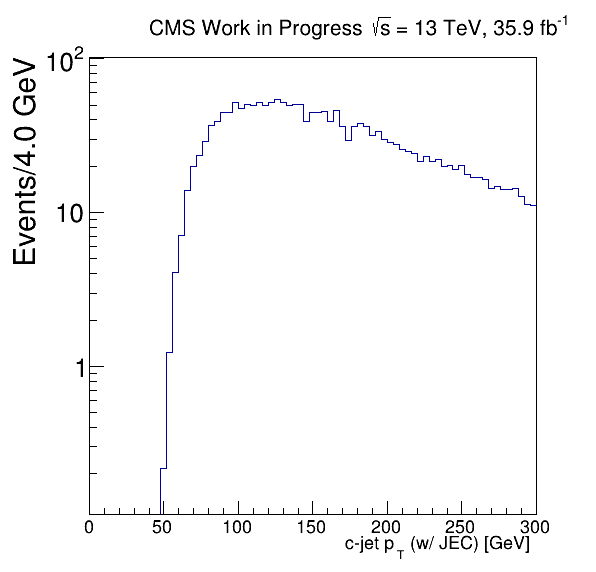 CMS Work in Progress √s = 13 TeV, 35.9 fb⁻¹
Events/4.0 GeV
10²
10
1
0 50 100 150 200 250 300
c-jet p_T (w/ JEC) [GeV]